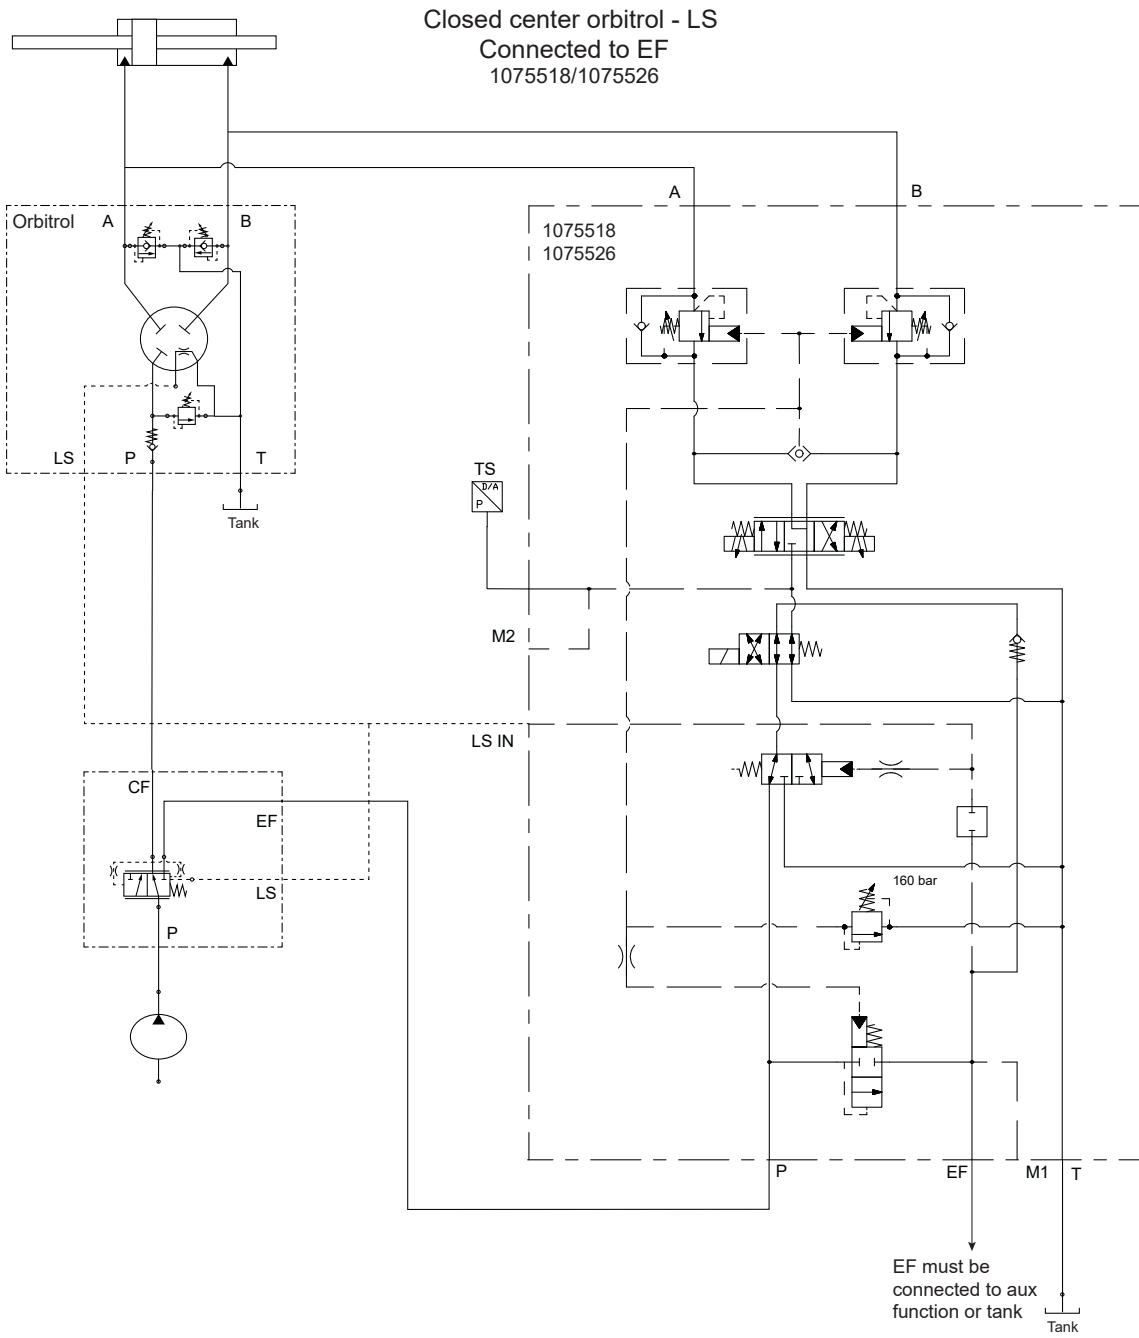 Closed center orbitrol - LS
Connected to EF
1075518/1075526
A
B
Orbitrol
A
B
1075518
1075526
LS
P
T
Tank
TS
D/A
P
M2
LS IN
CF
EF
LS
P
160 bar
P
EF
M1
T
EF must be
connected to aux
function or tank
Tank